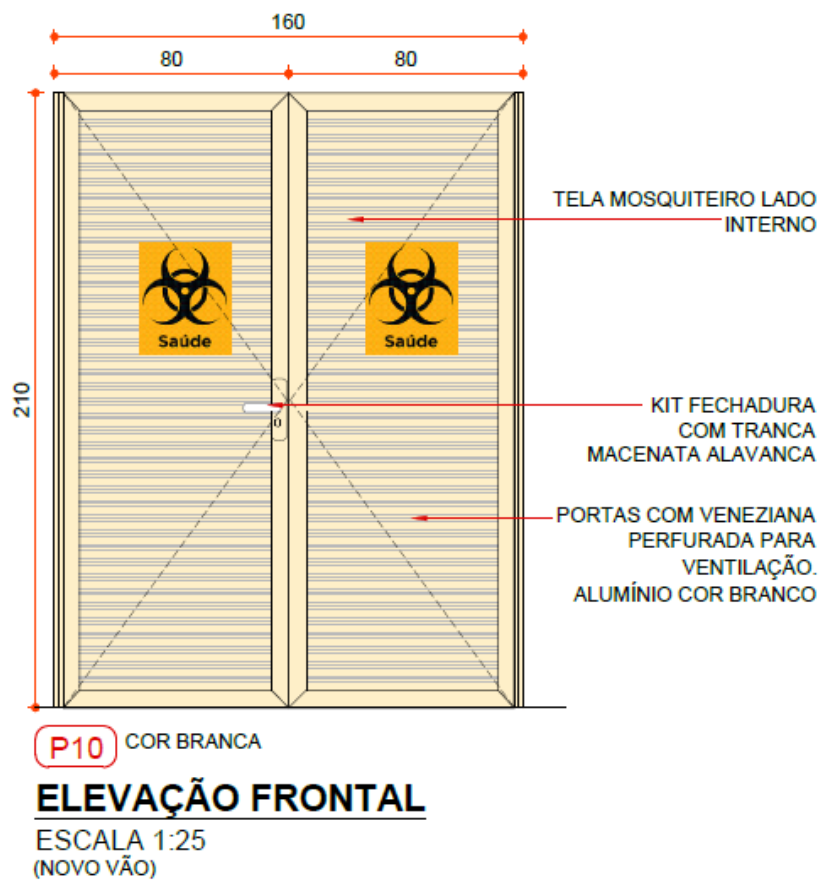 160
80 80
TELA MOSQUITEIRO LADO
INTERNO
Saúde Saúde
210
KIT FECHADURA
COM TRANCA
MACENATA ALAVANCA
PORTAS COM VENEZIANA
PERFURADA PARA
VENTILAÇÃO.
ALUMÍNIO COR BRANCO
P10 COR BRANCA
ELEVAÇÃO FRONTAL
ESCALA 1:25
(NOVO VÃO)